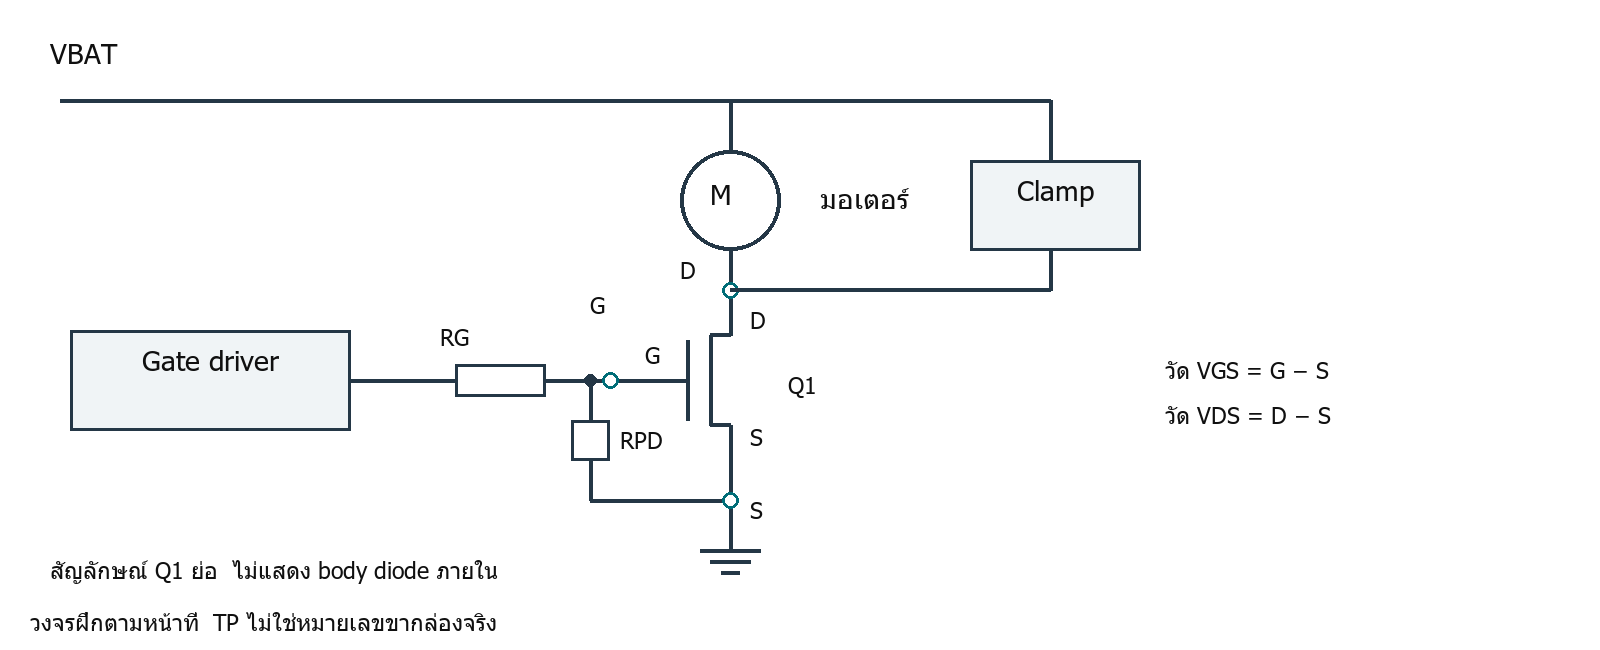 VBAT
M
มอเตอร์
Clamp
D
G
D
RG
G
Gate driver
Q1
วัด VGS = G − S
วัด VDS = D − S
RPD
S
S
สัญลักษณ์ Q1 ย่อ ไม่แสดง body diode ภายใน
วงจรฝึกตามหน้าที่ TP ไม่ใช่หมายเลขขากล่องจริง